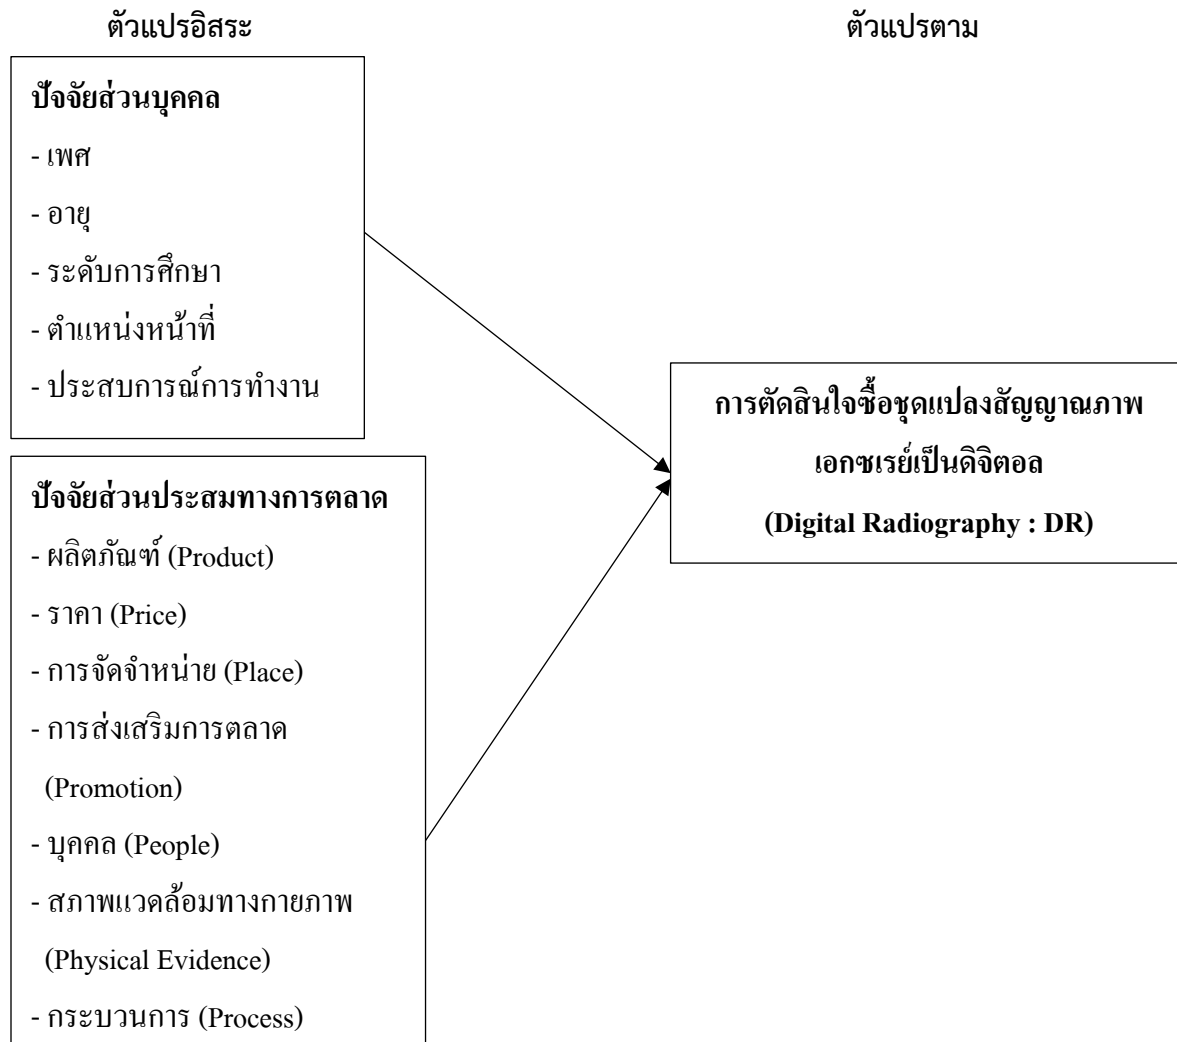 ตัวแปรอิสระ
ตัวแปรตาม
ปัจจัยส่วนบุคคล
- เพศ
- อายุ
- ระดับการศึกษา
- ตำแหน่งหน้าที่
- ประสบการณ์การทำงาน
ปัจจัยส่วนประสมทางการตลาด
- ผลิตภัณฑ์ (Product)
- ราคา (Price)
- การจัดจำหน่าย (Place)
- การส่งเสริมการตลาด
(Promotion)
- บุคคล (People)
- สภาพแวดล้อมทางกายภาพ
(Physical Evidence)
- กระบวนการ (Process)
การตัดสินใจซื้อชุดแปลงสัญญาณภาพ
เอกซเรย์เป็นดิจิตอล
(Digital Radiography : DR)